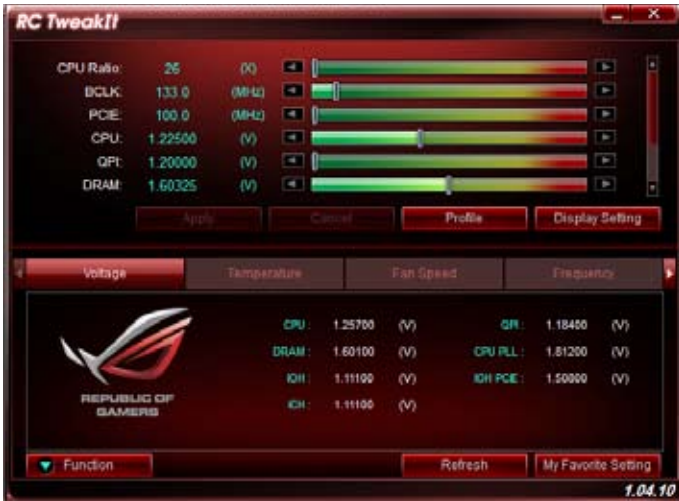 RC TweakIt
CPU Ratio: 26 (X)
BCLK: 133.0 (MHz)
PCIE: 100.0 (MHz)
CPU: 1.22500 (V)
QPI: 1.20000 (V)
DRAM: 1.60325 (V)
Apply Cancel Profile Display Setting
Voltage Temperature Fan Speed Frequency
CPU : 1.25700 (V) QPI : 1.18400 (V)
DRAM : 1.60100 (V) CPU PLL : 1.81200 (V)
IOH : 1.11100 (V) IOH PCIE : 1.50000 (V)
ICH : 1.11100 (V)
REPUBLIC OF
GAMERS
Function Refresh My Favorite Setting
1.04.10